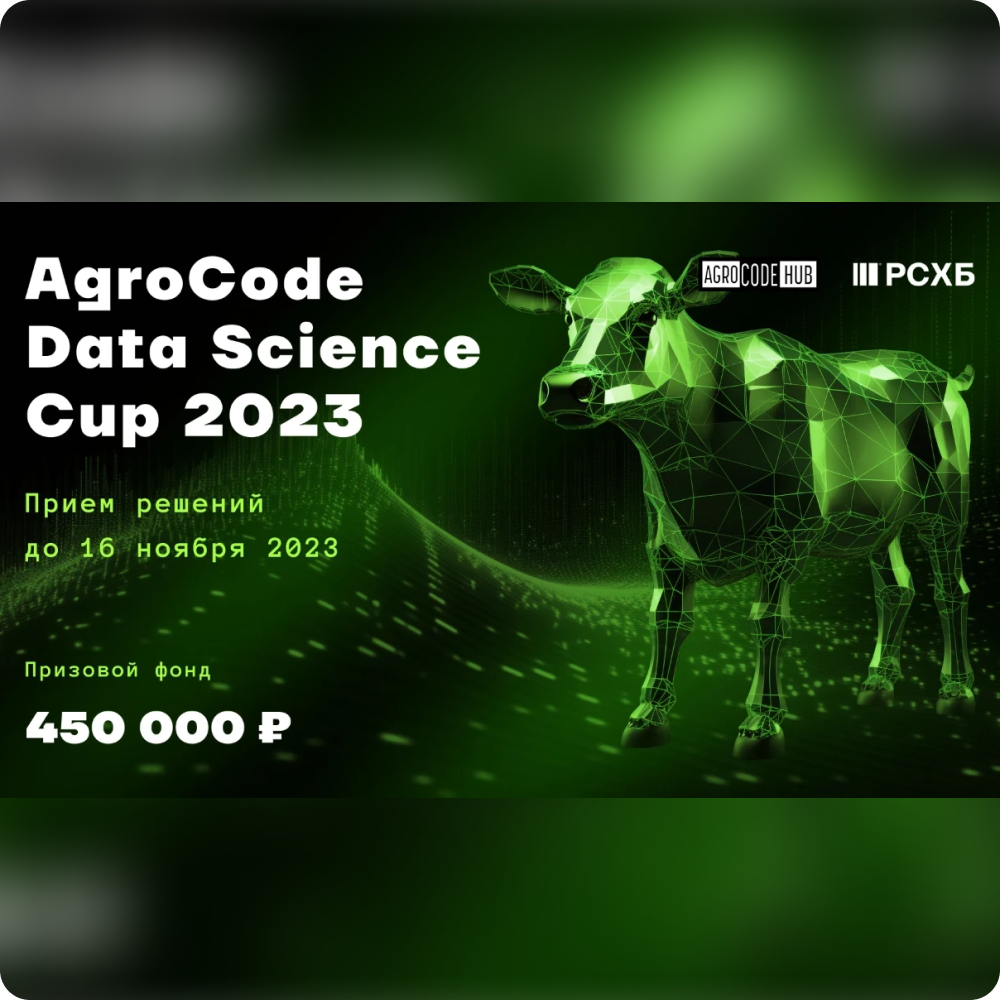 AgroCode
Data Science
Cup 2023
AGROCODE HUB
РСХБ
Прием решений
до 16 ноября 2023
Призовой фонд
450 000 ₽